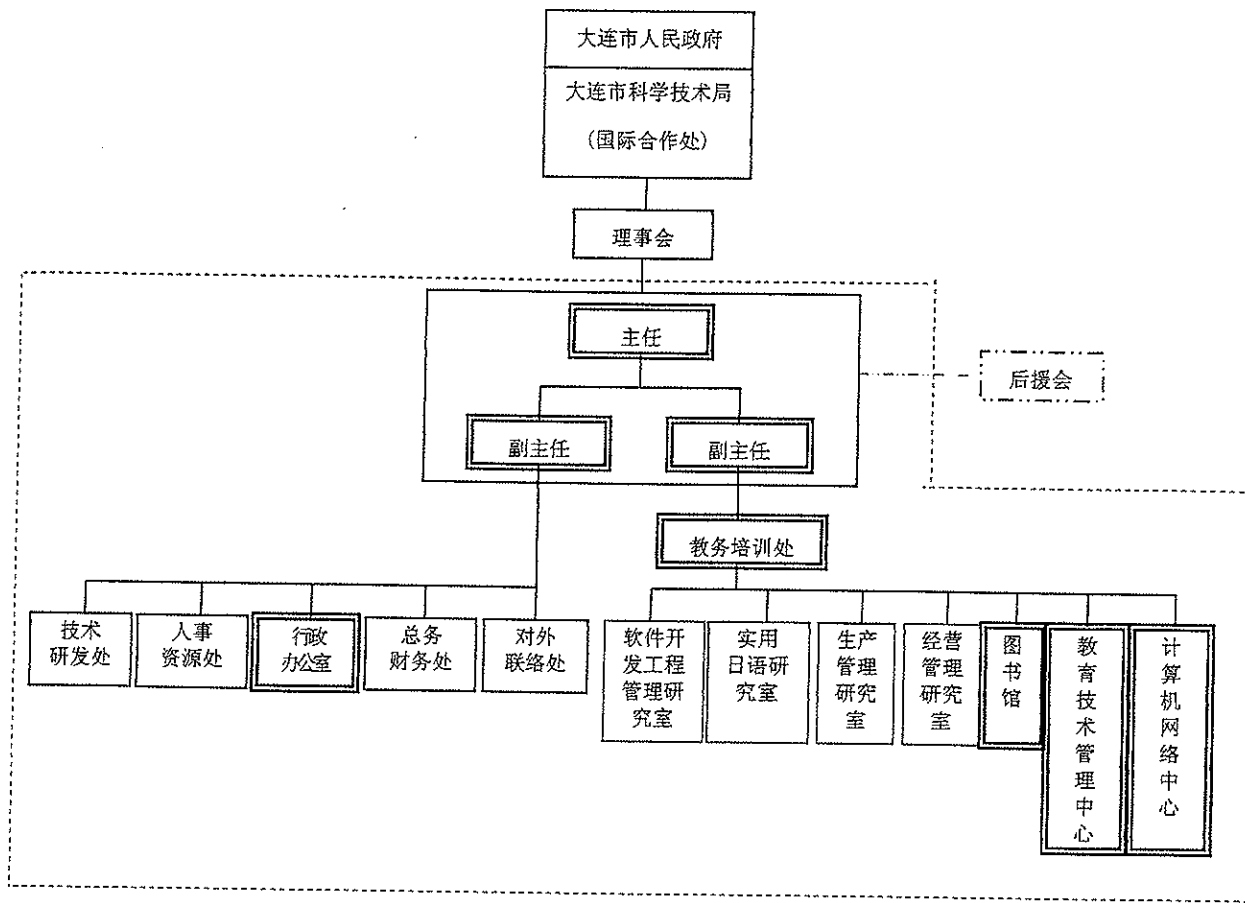 大连市人民政府
大连市科学技术局
(国际合作处)
理事会
主任
后援会
副主任
副主任
教务培训处
技术
研发处
人事
资源处
行政
办公室
总务
财务处
对外
联络处
软件开
发工程
管理研
究室
实用
日语研
究室
生产
管理
研究
室
经营
管理
研究
室
图书馆
教育技术管理中心
计算机网络中心